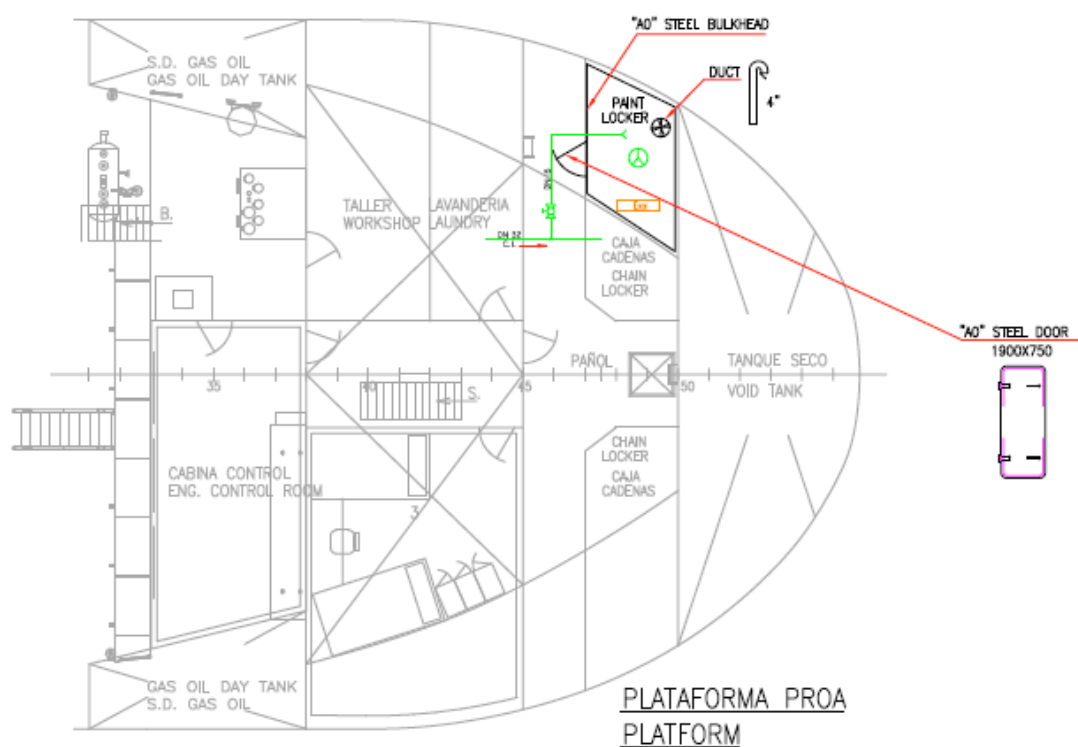 "A0" STEEL BULKHEAD
S.D. GAS OIL
GAS OIL DAY TANK
DUCT
4"
PAINT
LOCKER
TALLER
WORKSHOP
LAVANDERIA
LAUNDRY
B.
DN 32
C.I.
CAJA
CADENAS
CHAIN
LOCKER
"A0" STEEL DOOR
1900X750
PAÑOL
TANQUE SECO
VOID TANK
35
40
45
50
S.
CHAIN
LOCKER
CAJA
CADENAS
CABINA CONTROL
ENG. CONTROL ROOM
3
GAS OIL DAY TANK
S.D. GAS OIL
PLATAFORMA PROA
PLATFORM